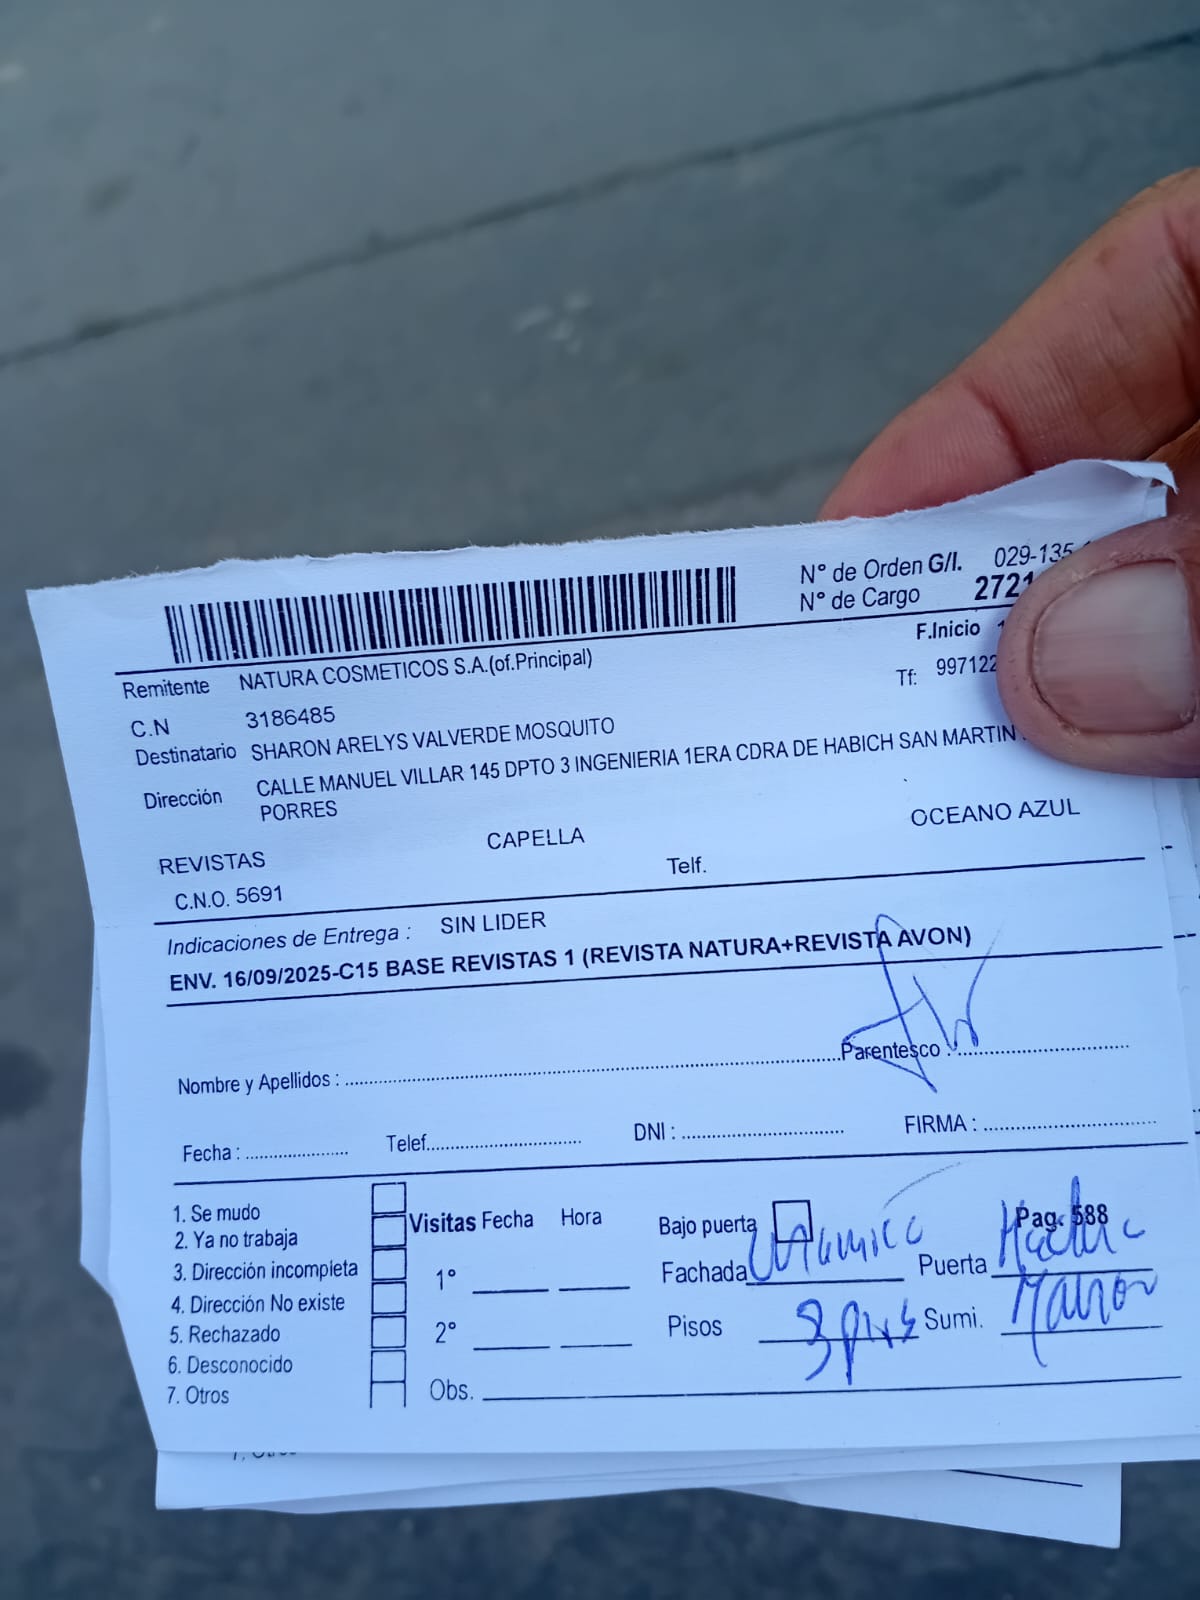 N° de Orden G/I. 029-135
N° de Cargo 2721
F.Inicio
Remitente NATURA COSMETICOS S.A.(of.Principal)
Tf: 997122
C.N 3186485
Destinatario SHARON ARELYS VALVERDE MOSQUITO
Dirección CALLE MANUEL VILLAR 145 DPTO 3 INGENIERIA 1ERA CDRA DE HABICH SAN MARTIN
PORRES
REVISTAS CAPELLA OCEANO AZUL
C.N.O. 5691 Telf.
Indicaciones de Entrega : SIN LIDER
ENV. 16/09/2025-C15 BASE REVISTAS 1 (REVISTA NATURA+REVISTA AVON)
Nombre y Apellidos : Parentesco :
Fecha : Telef. DNI : FIRMA :
1. Se mudo
2. Ya no trabaja
3. Dirección incompleta
4. Dirección No existe
5. Rechazado
6. Desconocido
7. Otros
Visitas Fecha Hora
1°
2°
Obs.
Bajo puerta Pag. 588
Fachada Puerta
Pisos 3 Sumi.
7. Otros